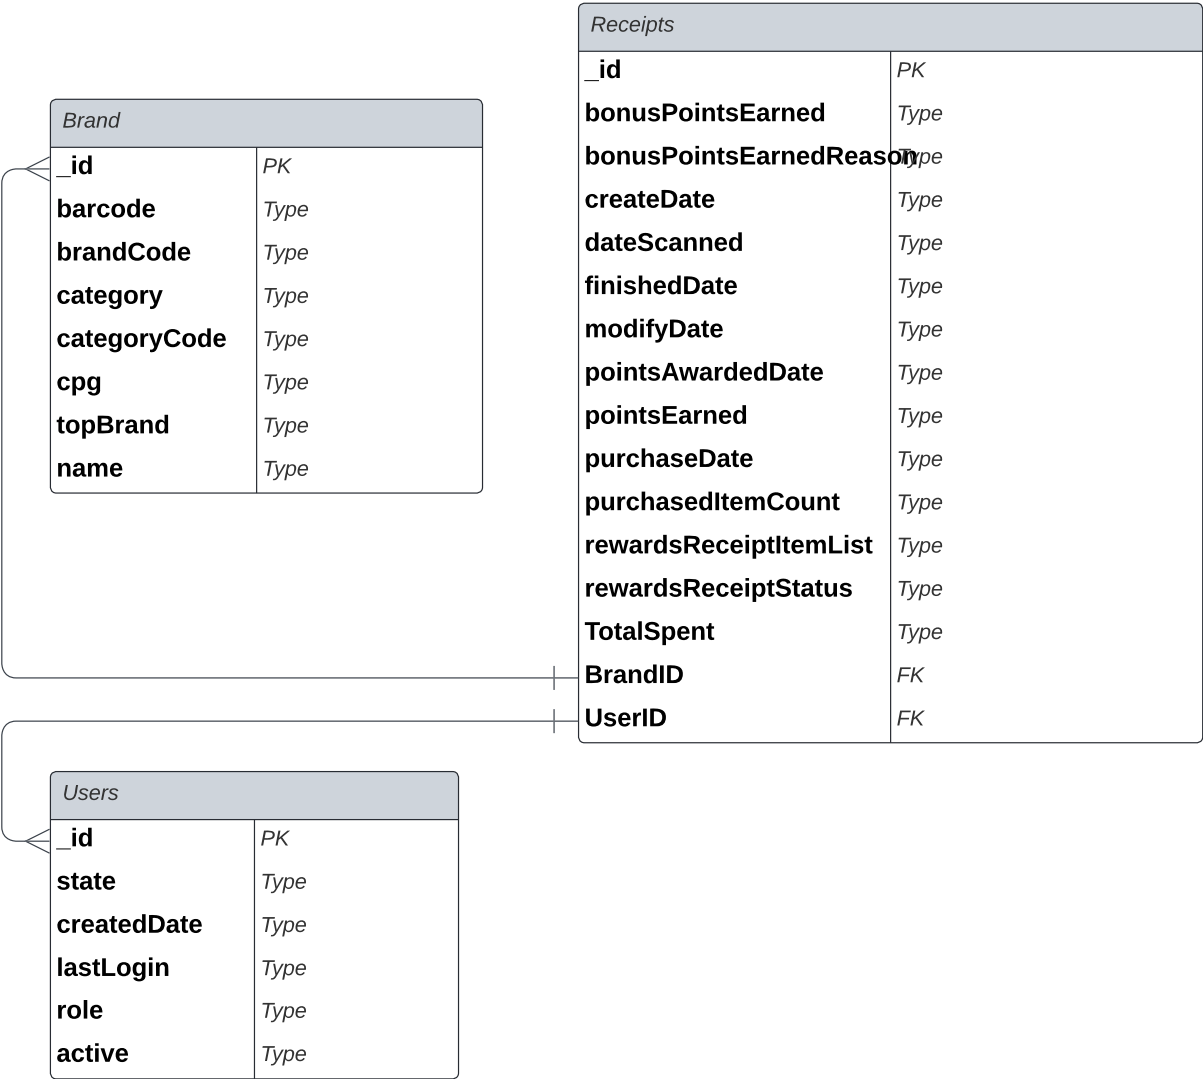 Brand
_id PK
barcode Type
brandCode Type
category Type
categoryCode Type
cpg Type
topBrand Type
name Type
Receipts
_id PK
bonusPointsEarned Type
bonusPointsEarnedReason Type
createDate Type
dateScanned Type
finishedDate Type
modifyDate Type
pointsAwardedDate Type
pointsEarned Type
purchaseDate Type
purchasedItemCount Type
rewardsReceiptItemList Type
rewardsReceiptStatus Type
TotalSpent Type
BrandID FK
UserID FK
Users
_id PK
state Type
createdDate Type
lastLogin Type
role Type
active Type